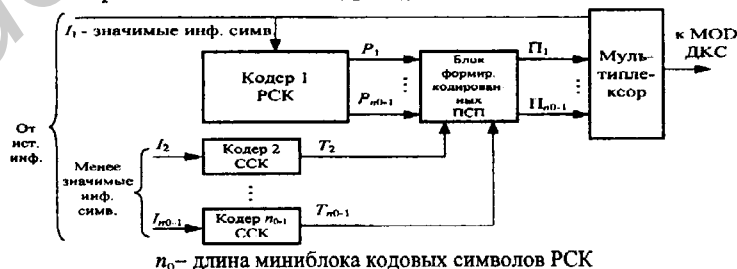 I₁ - значимые инф. симв.
к MOD
ДКС
Кодер 1
РСК
P₁
⋮
Pₙ₀₋₁
Блок
формир.
кодирован
ных
ПСП
П₁
⋮
Пₙ₀₋₁
Муль-
типле-
ксор
От
ист.
инф.
Менее
значимые
инф.
симв.
I₂
Кодер 2
ССК
T₂
⋮
Iₙ₀₋₁
Кодер n₀₋₁
ССК
Tₙ₀₋₁
n₀– длина миниблока кодовых символов РСК